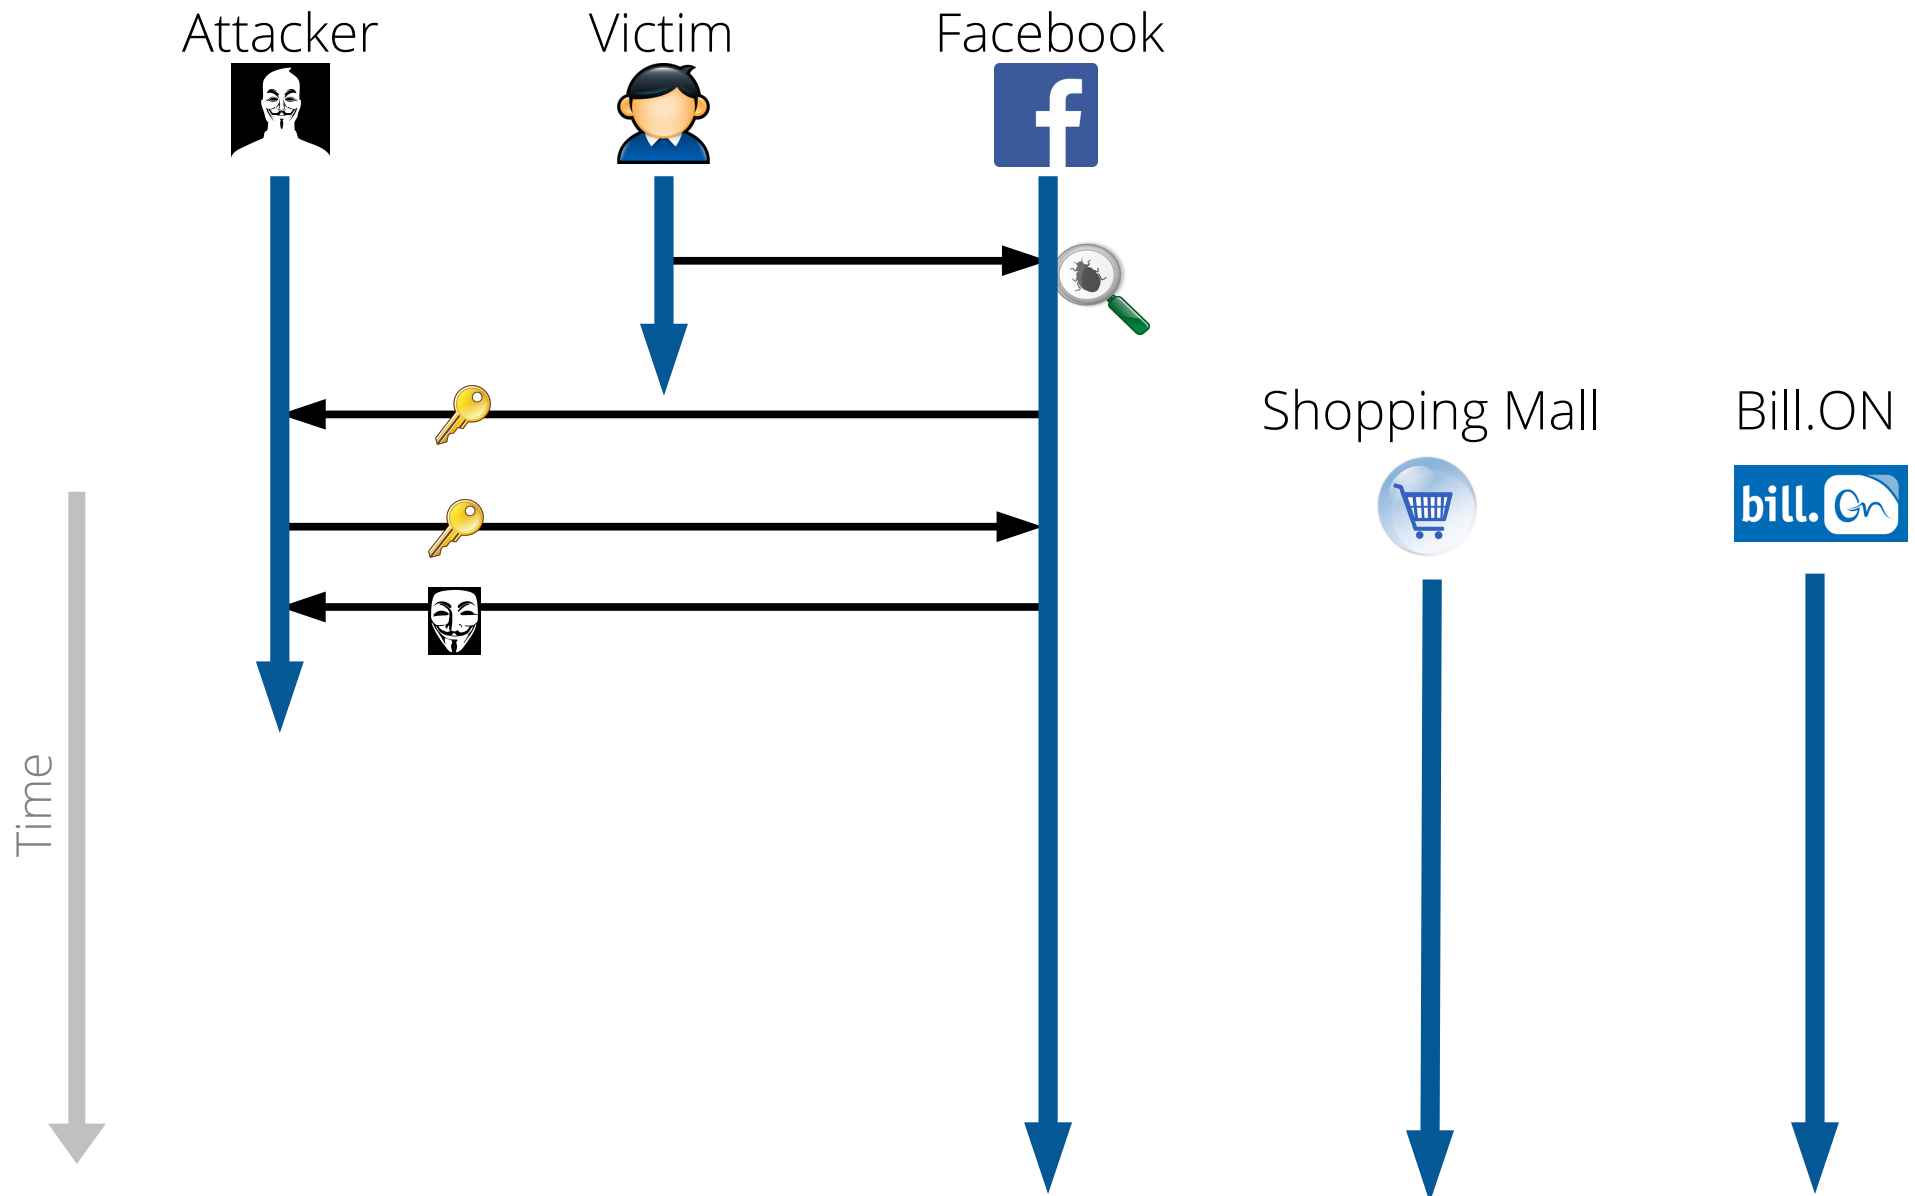 Attacker
Victim
Facebook
f
Shopping Mall
Bill.ON
bill.On
Time